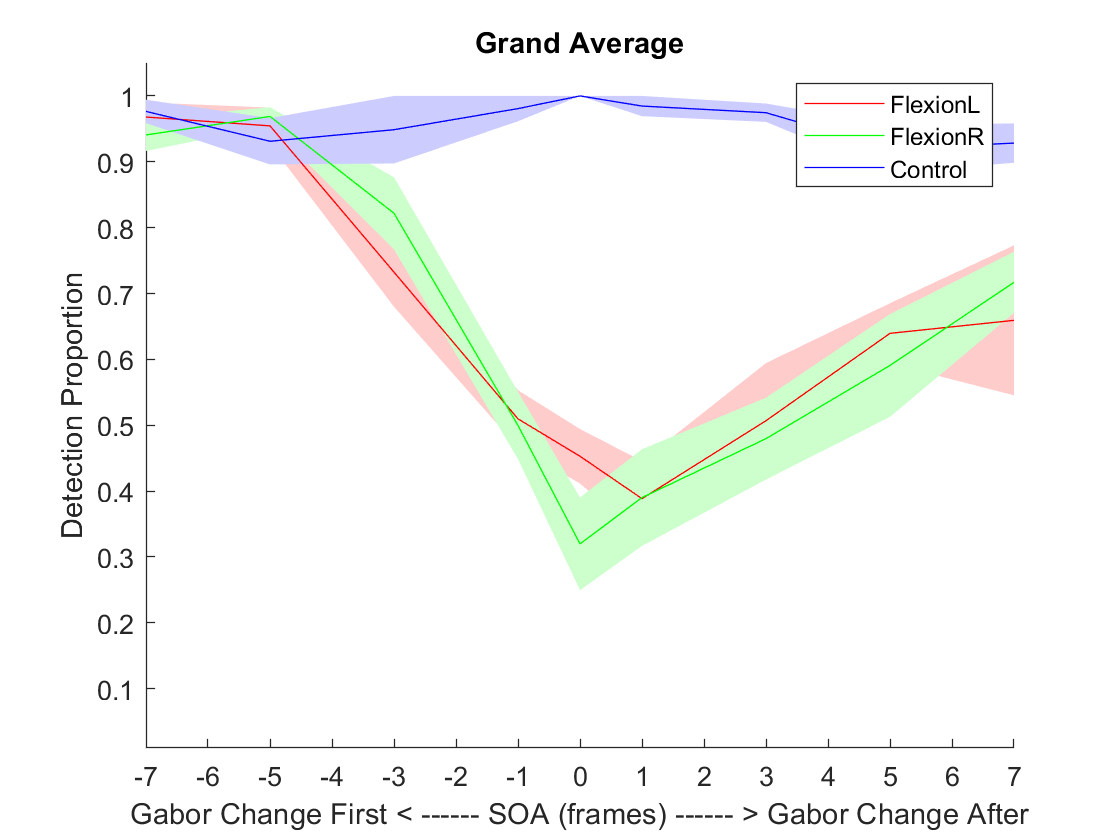 Grand Average
FlexionL
FlexionR
Control
Detection Proportion
1
0.9
0.8
0.7
0.6
0.5
0.4
0.3
0.2
0.1
-7 -6 -5 -4 -3 -2 -1 0 1 2 3 4 5 6 7
Gabor Change First < ------ SOA (frames) ------ > Gabor Change After